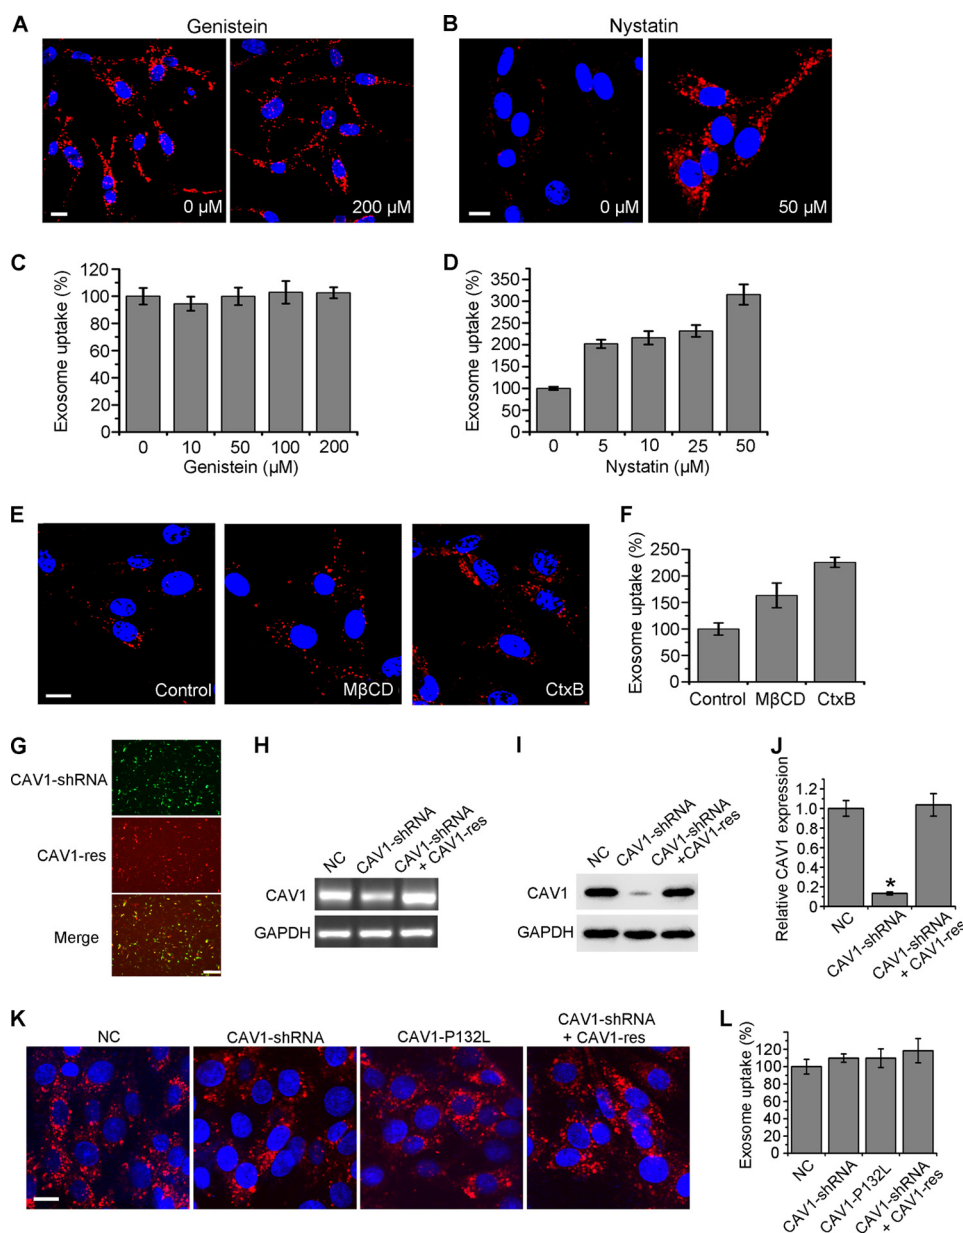 A
Genistein
0 µM
200 µM
B
Nystatin
0 µM
50 µM
C
Exosome uptake (%)
120
100
80
60
40
20
0
0 10 50 100 200
Genistein (µM)
D
Exosome uptake (%)
350
300
250
200
150
100
50
0
0 5 10 25 50
Nystatin (µM)
E
Control
MβCD
CtxB
F
Exosome uptake (%)
250
200
150
100
50
0
Control MβCD CtxB
G
CAV1-shRNA
CAV1-res
Merge
H
NC
CAV1-shRNA
CAV1-shRNA
+ CAV1-res
CAV1
GAPDH
I
NC
CAV1-shRNA
CAV1-shRNA
+CAV1-res
CAV1
GAPDH
J
Relative CAV1 expression
1.2
1.0
0.8
0.6
0.4
0.2
0
*
NC
CAV1-shRNA
CAV1-shRNA
+ CAV1-res
K
NC
CAV1-shRNA
CAV1-P132L
CAV1-shRNA
+ CAV1-res
L
Exosome uptake (%)
120
100
80
60
40
20
0
NC
CAV1-shRNA
CAV1-P132L
CAV1-shRNA
+ CAV1-res